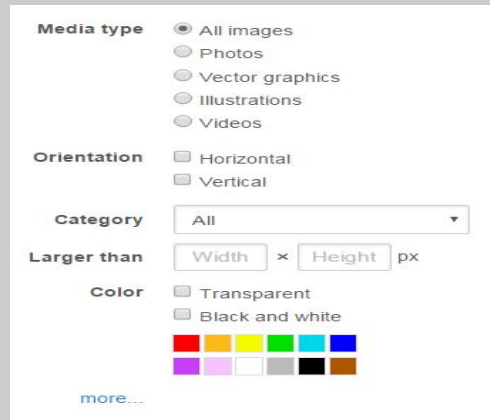 Media type All images
Photos
Vector graphics
Illustrations
Videos
Orientation Horizontal
Vertical
Category All
Larger than Width × Height px
Color Transparent
Black and white
more...